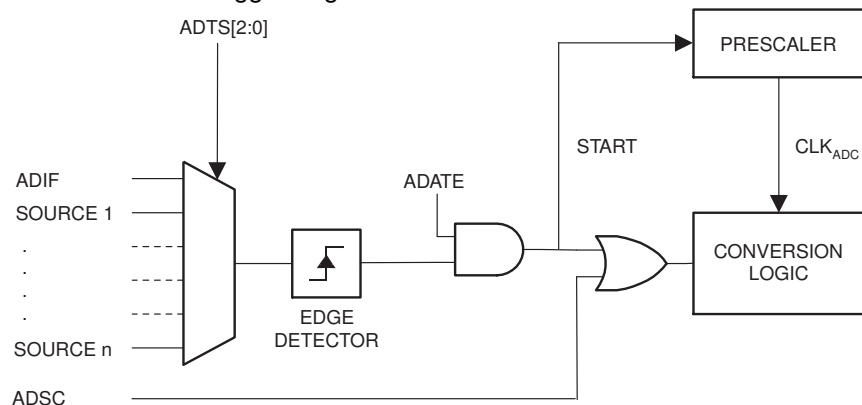 ADTS[2:0]
PRESCALER
START
CLKADC
ADIF
ADATE
SOURCE 1
.
.
.
.
CONVERSION
LOGIC
EDGE
DETECTOR
SOURCE n
ADSC